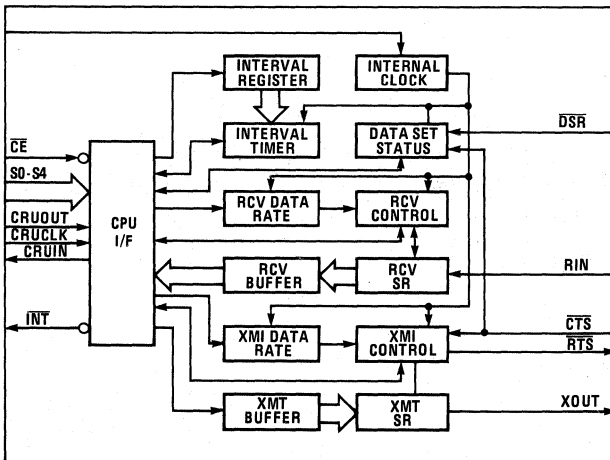 INTERVAL
REGISTER
INTERNAL
CLOCK
INTERVAL
TIMER
DATA SET
STATUS
DSR
CE
S0-S4
CPU
I/F
CRUOUT
CRUCLK
CRUIN
RCV DATA
RATE
RCV
CONTROL
RCV
BUFFER
RCV
SR
RIN
INT
XMI DATA
RATE
XMI
CONTROL
CTS
RTS
XMT
BUFFER
XMT
SR
XOUT